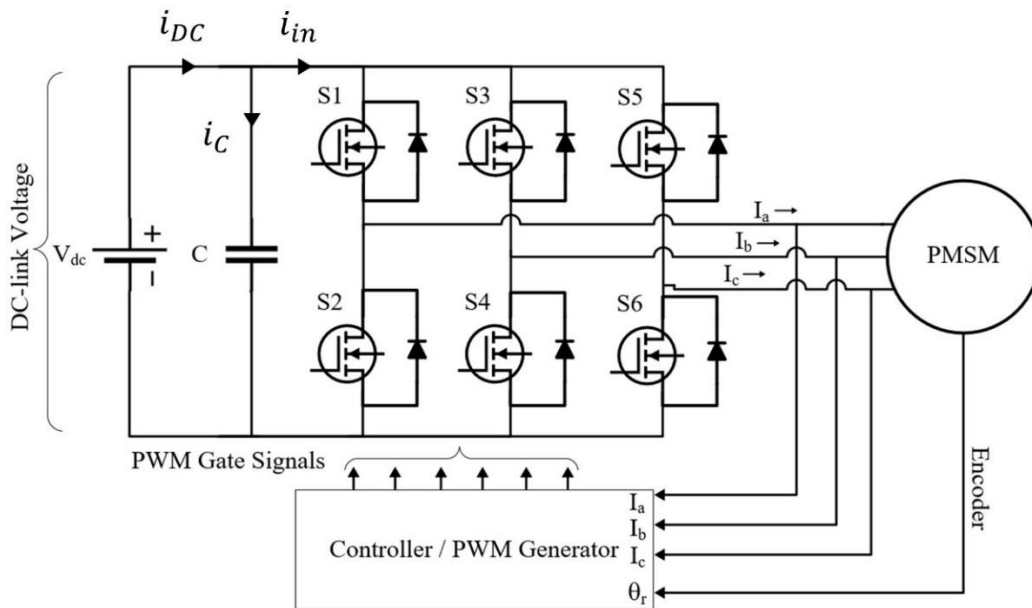 i_DC
i_in
S1
S3
S5
i_C
DC-link Voltage
V_dc
+
−
C
I_a →
I_b →
I_c →
PMSM
S2
S4
S6
PWM Gate Signals
Encoder
Controller / PWM Generator
I_a
I_b
I_c
θ_r